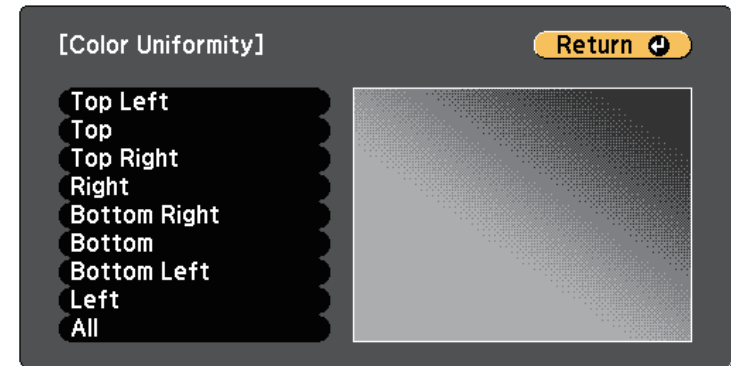 [Color Uniformity]
Return
Top Left
Top
Top Right
Right
Bottom Right
Bottom
Bottom Left
Left
All